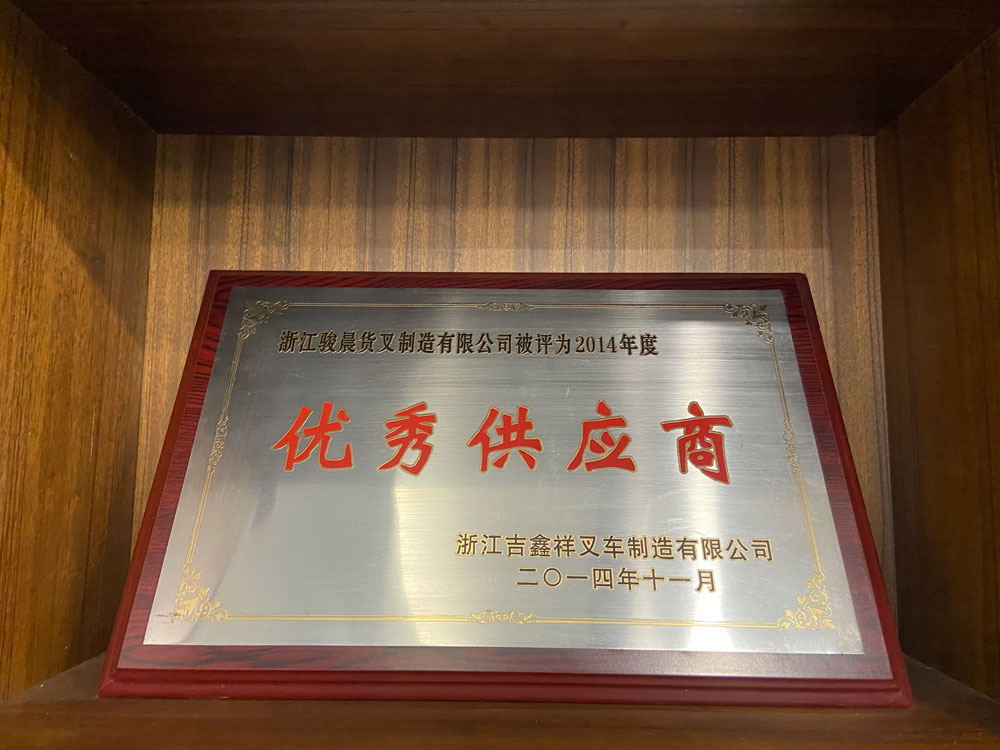 浙江骏晨货叉制造有限公司被评为2014年度
优秀供应商
浙江吉鑫祥叉车制造有限公司
二〇一四年十一月